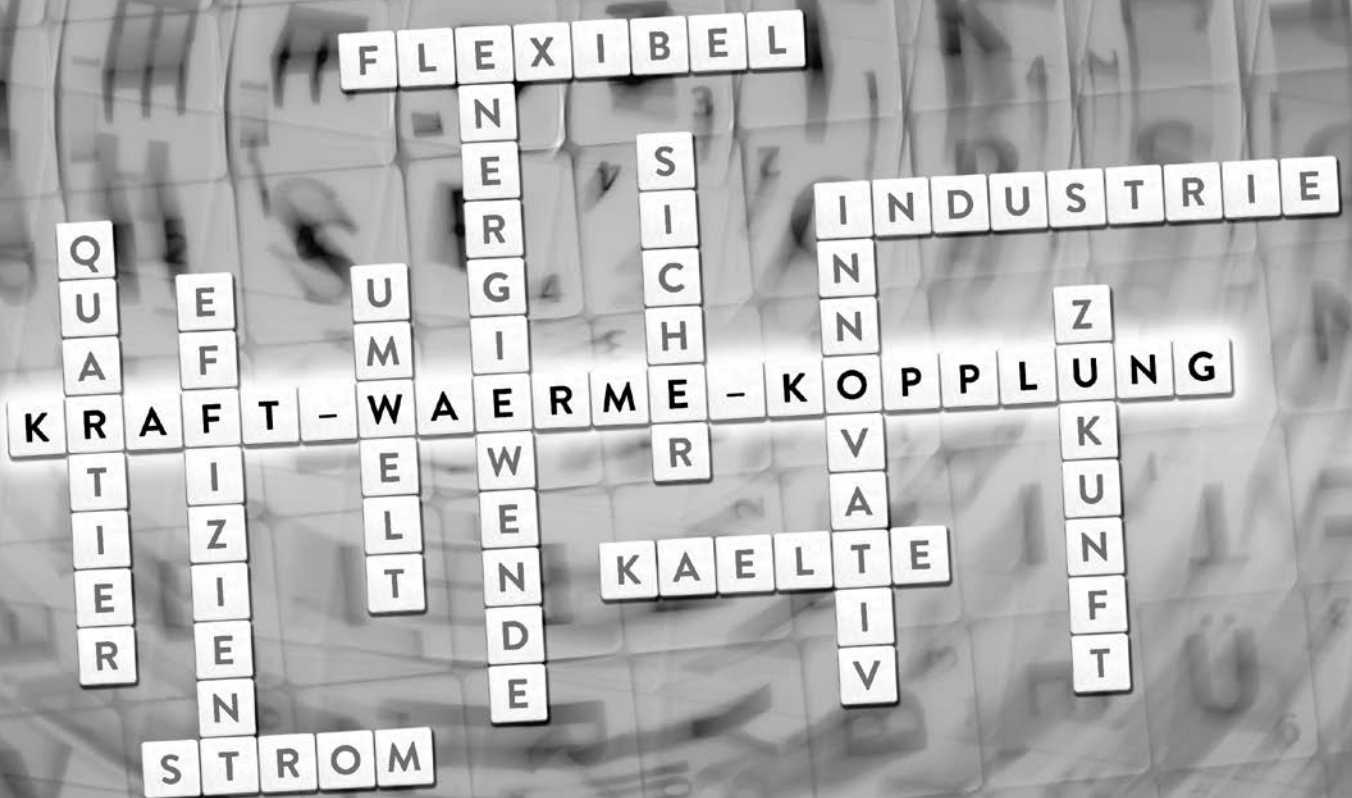 FLEXIBEL
ENERGIEWENDE
SICHER
INDUSTRIE
INNOVATIV
QUARTIER
EFFIZIENT
UMWELT
ZUKUNFT
KRAFT-WAERME-KOPPLUNG
KAELTE
STROM